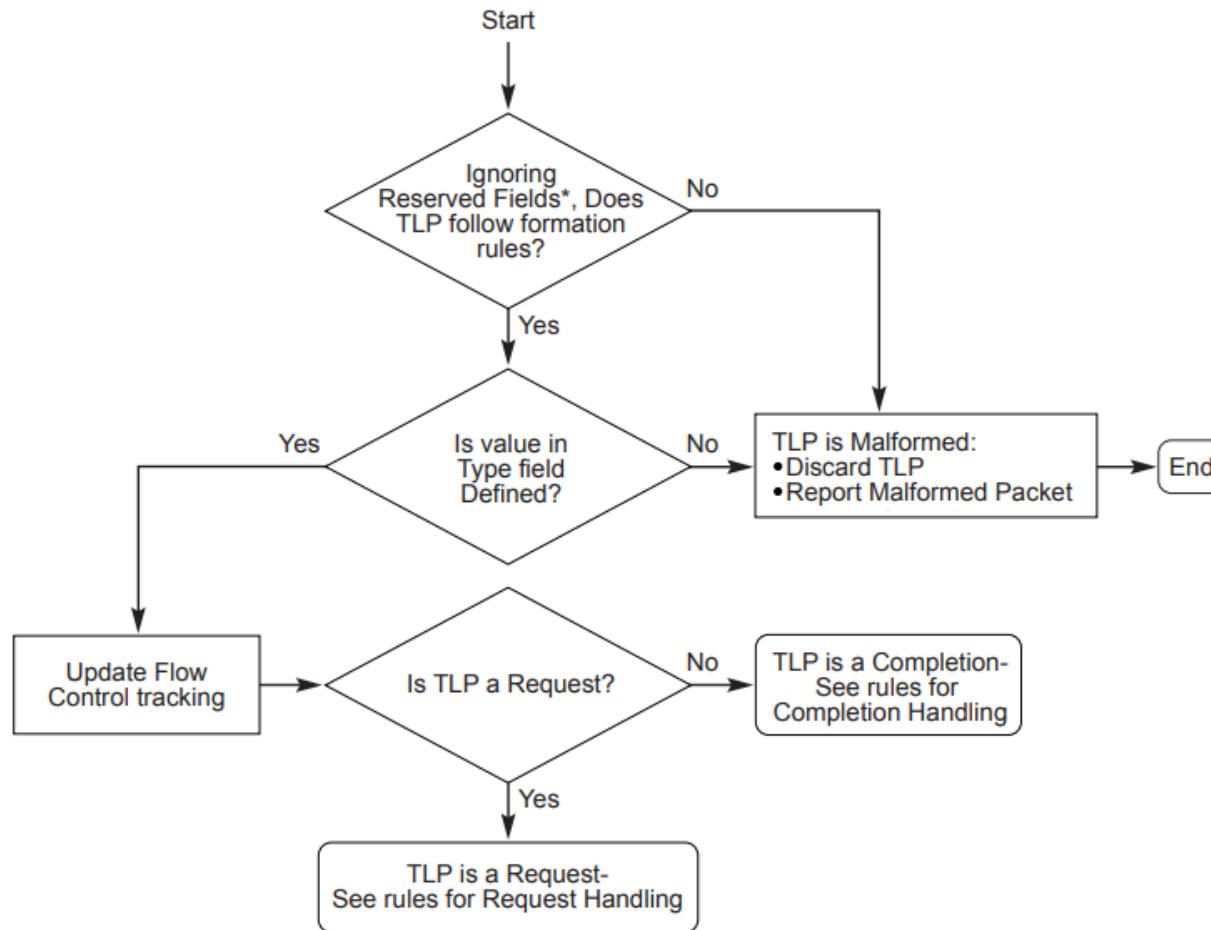 Start
Ignoring
Reserved Fields*, Does
TLP follow formation
rules?
No
Yes
Is value in
Type field
Defined?
Yes
No
TLP is Malformed:
•Discard TLP
•Report Malformed Packet
End
Update Flow
Control tracking
Is TLP a Request?
No
TLP is a Completion-
See rules for
Completion Handling
Yes
TLP is a Request-
See rules for Request Handling